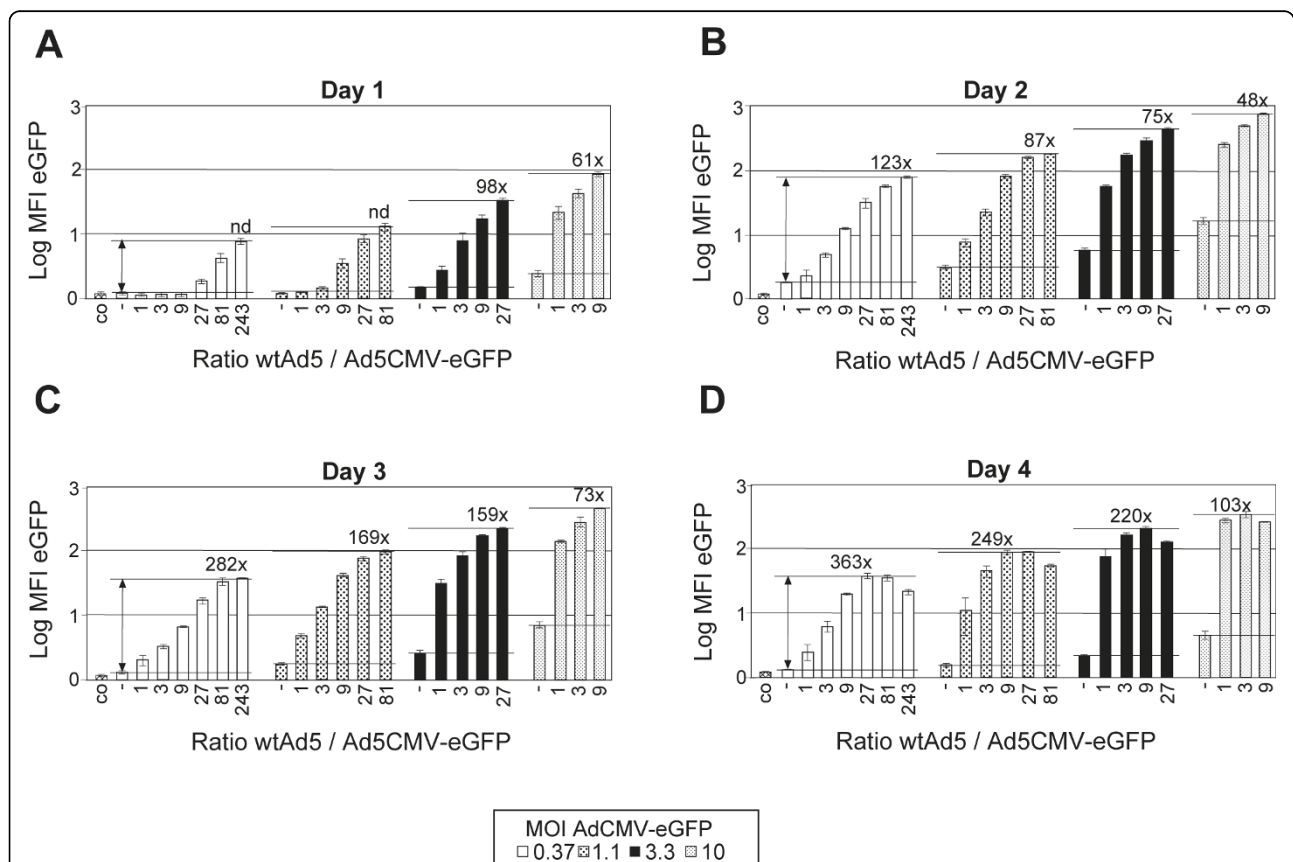 A
Day 1
Log MFI eGFP
3
2
1
0
nd
nd
98x
61x
co - 1 3 9 27 81 243 - 1 3 9 27 81 - 1 3 9 27 - 1 3 9
Ratio wtAd5 / Ad5CMV-eGFP
B
Day 2
Log MFI eGFP
3
2
1
0
123x
87x
75x
48x
co - 1 3 9 27 81 243 - 1 3 9 27 81 - 1 3 9 27 - 1 3 9
Ratio wtAd5 / Ad5CMV-eGFP
C
Day 3
Log MFI eGFP
3
2
1
0
282x
169x
159x
73x
co - 1 3 9 27 81 243 - 1 3 9 27 81 - 1 3 9 27 - 1 3 9
Ratio wtAd5 / Ad5CMV-eGFP
D
Day 4
Log MFI eGFP
3
2
1
0
363x
249x
220x
103x
co - 1 3 9 27 81 243 - 1 3 9 27 81 - 1 3 9 27 - 1 3 9
Ratio wtAd5 / Ad5CMV-eGFP
MOI AdCMV-eGFP
0.37 1.1 3.3 10